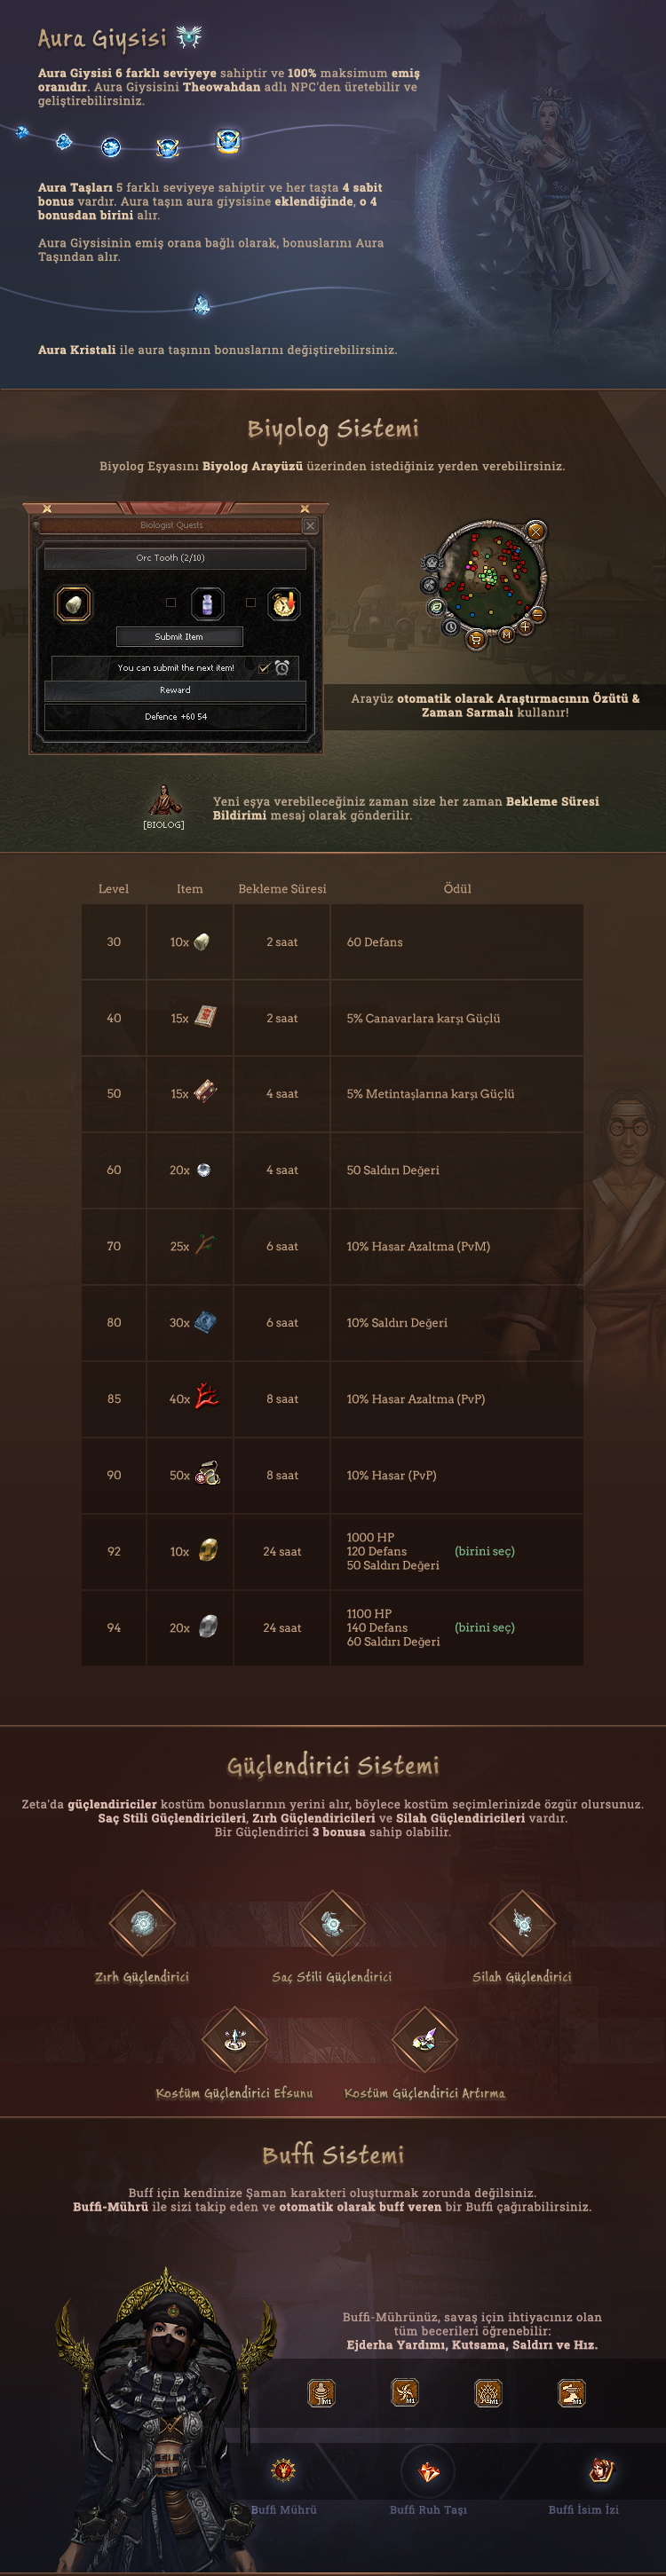 Aura Giysisi
Aura Giysisi 6 farklı seviyeye sahiptir ve 100% maksimum emiş
oranıdır. Aura Giysisini Theowahdan adlı NPC'den üretebilir ve
geliştirebilirsiniz.
Aura Taşları 5 farklı seviyeye sahiptir ve her taşta 4 sabit
bonus vardır. Aura taşın aura giysisine eklendiğinde, o 4
bonusdan birini alır.
Aura Giysisinin emiş orana bağlı olarak, bonuslarını Aura
Taşından alır.
Aura Kristali ile aura taşının bonuslarını değiştirebilirsiniz.
Biyolog Sistemi
Biyolog Eşyasını Biyolog Arayüzü üzerinden istediğiniz yerden verebilirsiniz.
Biologist Quests
Orc Tooth (2/10)
Submit Item
You can submit the next item!
Reward
Defence +60 54
M
Arayüz otomatik olarak Araştırmacının Özütü &
Zaman Sarmalı kullanır!
[BIOLOG]
Yeni eşya verebileceğiniz zaman size her zaman Bekleme Süresi
Bildirimi mesaj olarak gönderilir.
Level Item Bekleme Süresi Ödül
30 10x 2 saat 60 Defans
40 15x 2 saat 5% Canavarlara karşı Güçlü
50 15x 4 saat 5% Metintaşlarına karşı Güçlü
60 20x 4 saat 50 Saldırı Değeri
70 25x 6 saat 10% Hasar Azaltma (PvM)
80 30x 6 saat 10% Saldırı Değeri
85 40x 8 saat 10% Hasar Azaltma (PvP)
90 50x 8 saat 10% Hasar (PvP)
1000 HP
92 10x 24 saat 120 Defans (birini seç)
50 Saldırı Değeri
1100 HP
94 20x 24 saat 140 Defans (birini seç)
60 Saldırı Değeri
Güçlendirici Sistemi
Zeta'da güçlendiriciler kostüm bonuslarının yerini alır, böylece kostüm seçimlerinizde özgür olursunuz.
Saç Stili Güçlendiricileri, Zırh Güçlendiricileri ve Silah Güçlendiricileri vardır.
Bir Güçlendirici 3 bonusa sahip olabilir.
Zırh Güçlendirici Saç Stili Güçlendirici Silah Güçlendirici
Kostüm Güçlendirici Efsunu Kostüm Güçlendirici Artırma
Buffi Sistemi
Buff için kendinize Şaman karakteri oluşturmak zorunda değilsiniz.
Buffi-Mührü ile sizi takip eden ve otomatik olarak buff veren bir Buffi çağırabilirsiniz.
Buffi-Mührünüz, savaş için ihtiyacınız olan
tüm becerileri öğrenebilir:
Ejderha Yardımı, Kutsama, Saldırı ve Hız.
M1 M1 M1 M1
Buffi Mührü Buffi Ruh Taşı Buffi İsim İzi